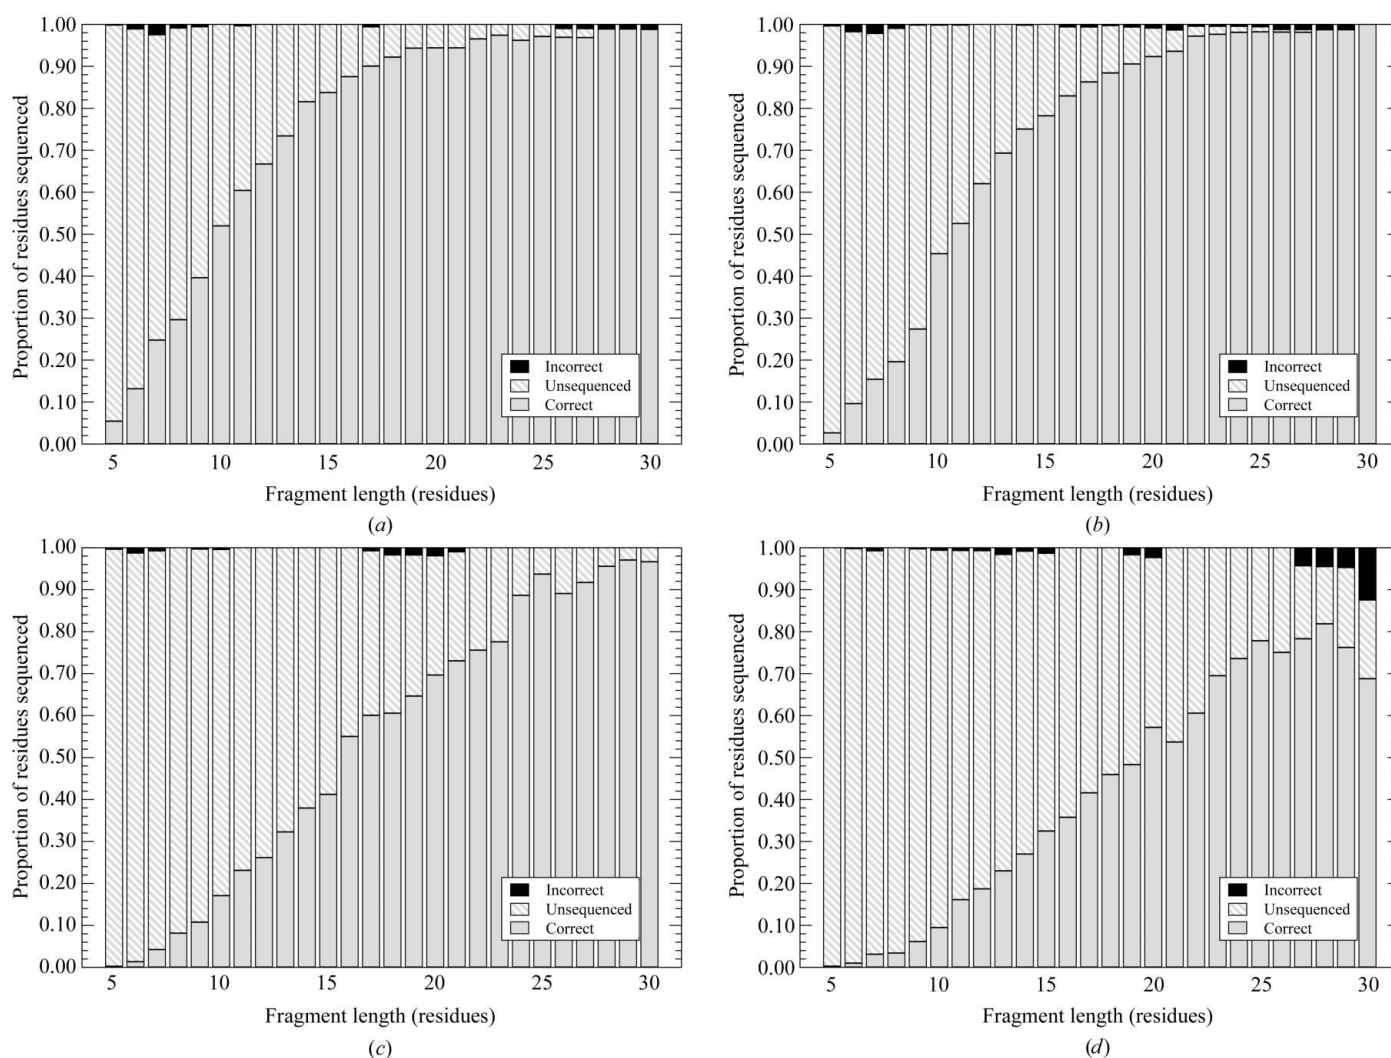 Proportion of residues sequenced
1.00
0.90
0.80
0.70
0.60
0.50
0.40
0.30
0.20
0.10
0.00
Incorrect
Unsequenced
Correct
5 10 15 20 25 30
Fragment length (residues)
(a)
Proportion of residues sequenced
1.00
0.90
0.80
0.70
0.60
0.50
0.40
0.30
0.20
0.10
0.00
Incorrect
Unsequenced
Correct
5 10 15 20 25 30
Fragment length (residues)
(b)
Proportion of residues sequenced
1.00
0.90
0.80
0.70
0.60
0.50
0.40
0.30
0.20
0.10
0.00
Incorrect
Unsequenced
Correct
5 10 15 20 25 30
Fragment length (residues)
(c)
Proportion of residues sequenced
1.00
0.90
0.80
0.70
0.60
0.50
0.40
0.30
0.20
0.10
0.00
Incorrect
Unsequenced
Correct
5 10 15 20 25 30
Fragment length (residues)
(d)